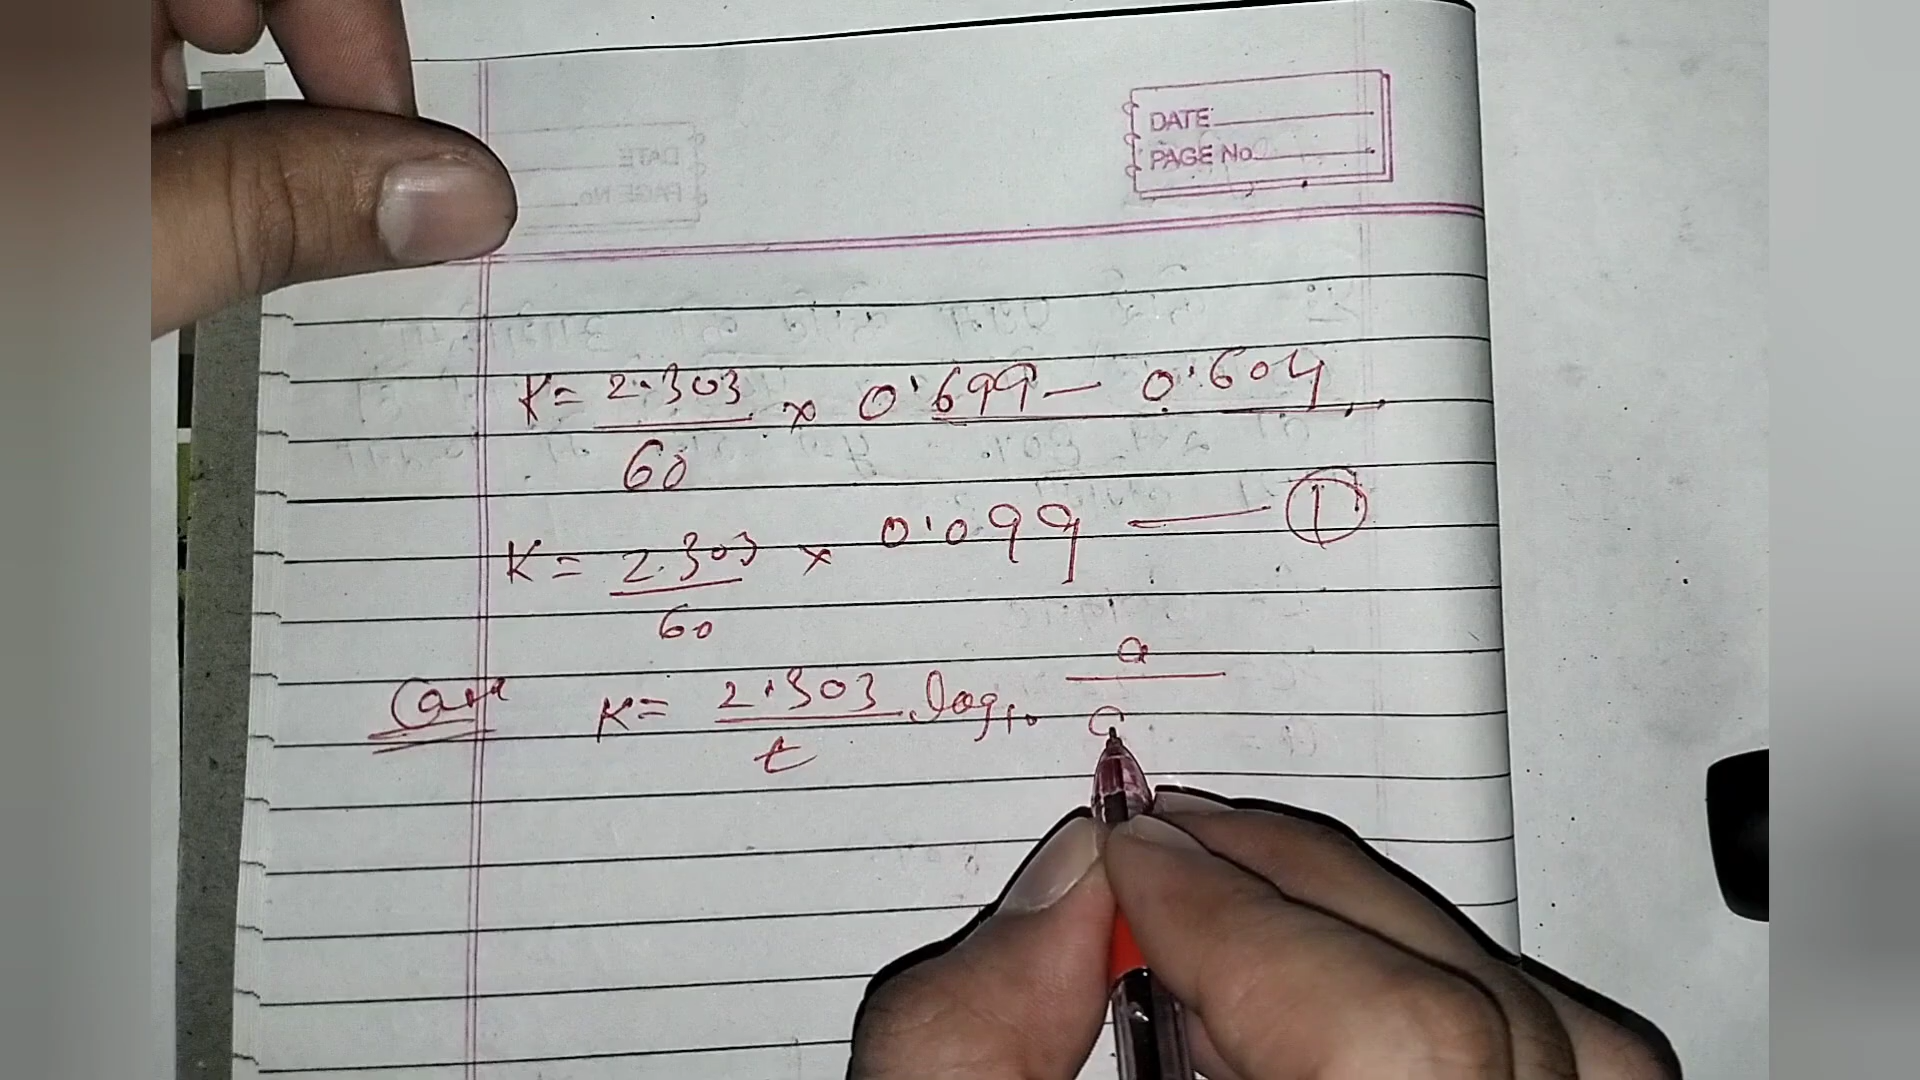 DATE
PAGE No.
K = 2.303 / 60 × 0.699 – 0.604
K = 2.303 / 60 × 0.099 — ①
Case K = 2.303 / t log₁₀ a / a